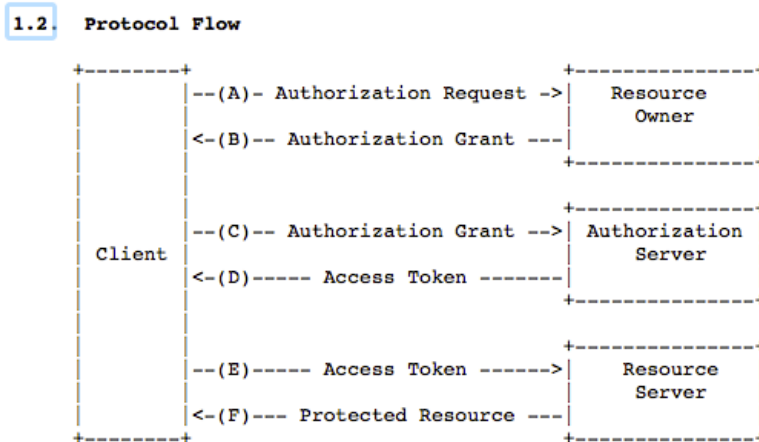 1.2. Protocol Flow
+--------+                               +---------------+
|        |--(A)- Authorization Request ->|   Resource    |
|        |                               |     Owner     |
|        |<-(B)-- Authorization Grant ---|               |
|        |                               +---------------+
|        |
|        |                               +---------------+
|        |--(C)-- Authorization Grant -->| Authorization |
| Client |                               |     Server    |
|        |<-(D)----- Access Token -------|               |
|        |                               +---------------+
|        |
|        |                               +---------------+
|        |--(E)----- Access Token ------>|    Resource   |
|        |                               |     Server    |
|        |<-(F)--- Protected Resource ---|               |
+--------+                               +---------------+